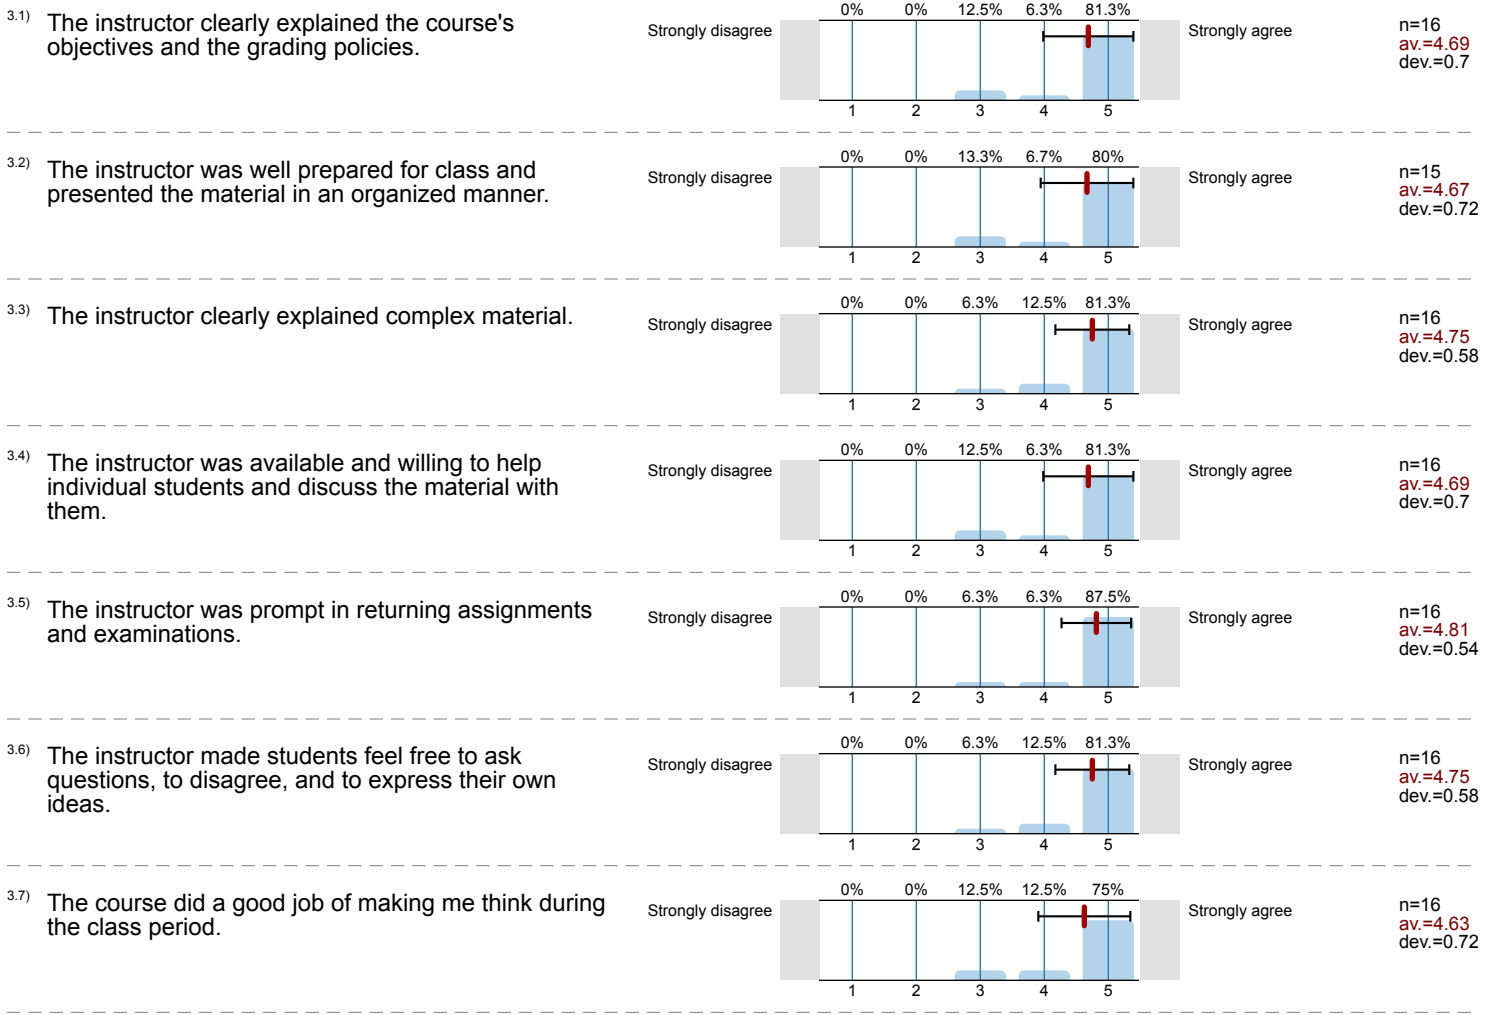 3.1) The instructor clearly explained the course's
objectives and the grading policies.
Strongly disagree
0% 0% 12.5% 6.3% 81.3%
1 2 3 4 5
Strongly agree
n=16
av.=4.69
dev.=0.7
3.2) The instructor was well prepared for class and
presented the material in an organized manner.
Strongly disagree
0% 0% 13.3% 6.7% 80%
1 2 3 4 5
Strongly agree
n=15
av.=4.67
dev.=0.72
3.3) The instructor clearly explained complex material.
Strongly disagree
0% 0% 6.3% 12.5% 81.3%
1 2 3 4 5
Strongly agree
n=16
av.=4.75
dev.=0.58
3.4) The instructor was available and willing to help
individual students and discuss the material with
them.
Strongly disagree
0% 0% 12.5% 6.3% 81.3%
1 2 3 4 5
Strongly agree
n=16
av.=4.69
dev.=0.7
3.5) The instructor was prompt in returning assignments
and examinations.
Strongly disagree
0% 0% 6.3% 6.3% 87.5%
1 2 3 4 5
Strongly agree
n=16
av.=4.81
dev.=0.54
3.6) The instructor made students feel free to ask
questions, to disagree, and to express their own
ideas.
Strongly disagree
0% 0% 6.3% 12.5% 81.3%
1 2 3 4 5
Strongly agree
n=16
av.=4.75
dev.=0.58
3.7) The course did a good job of making me think during
the class period.
Strongly disagree
0% 0% 12.5% 12.5% 75%
1 2 3 4 5
Strongly agree
n=16
av.=4.63
dev.=0.72